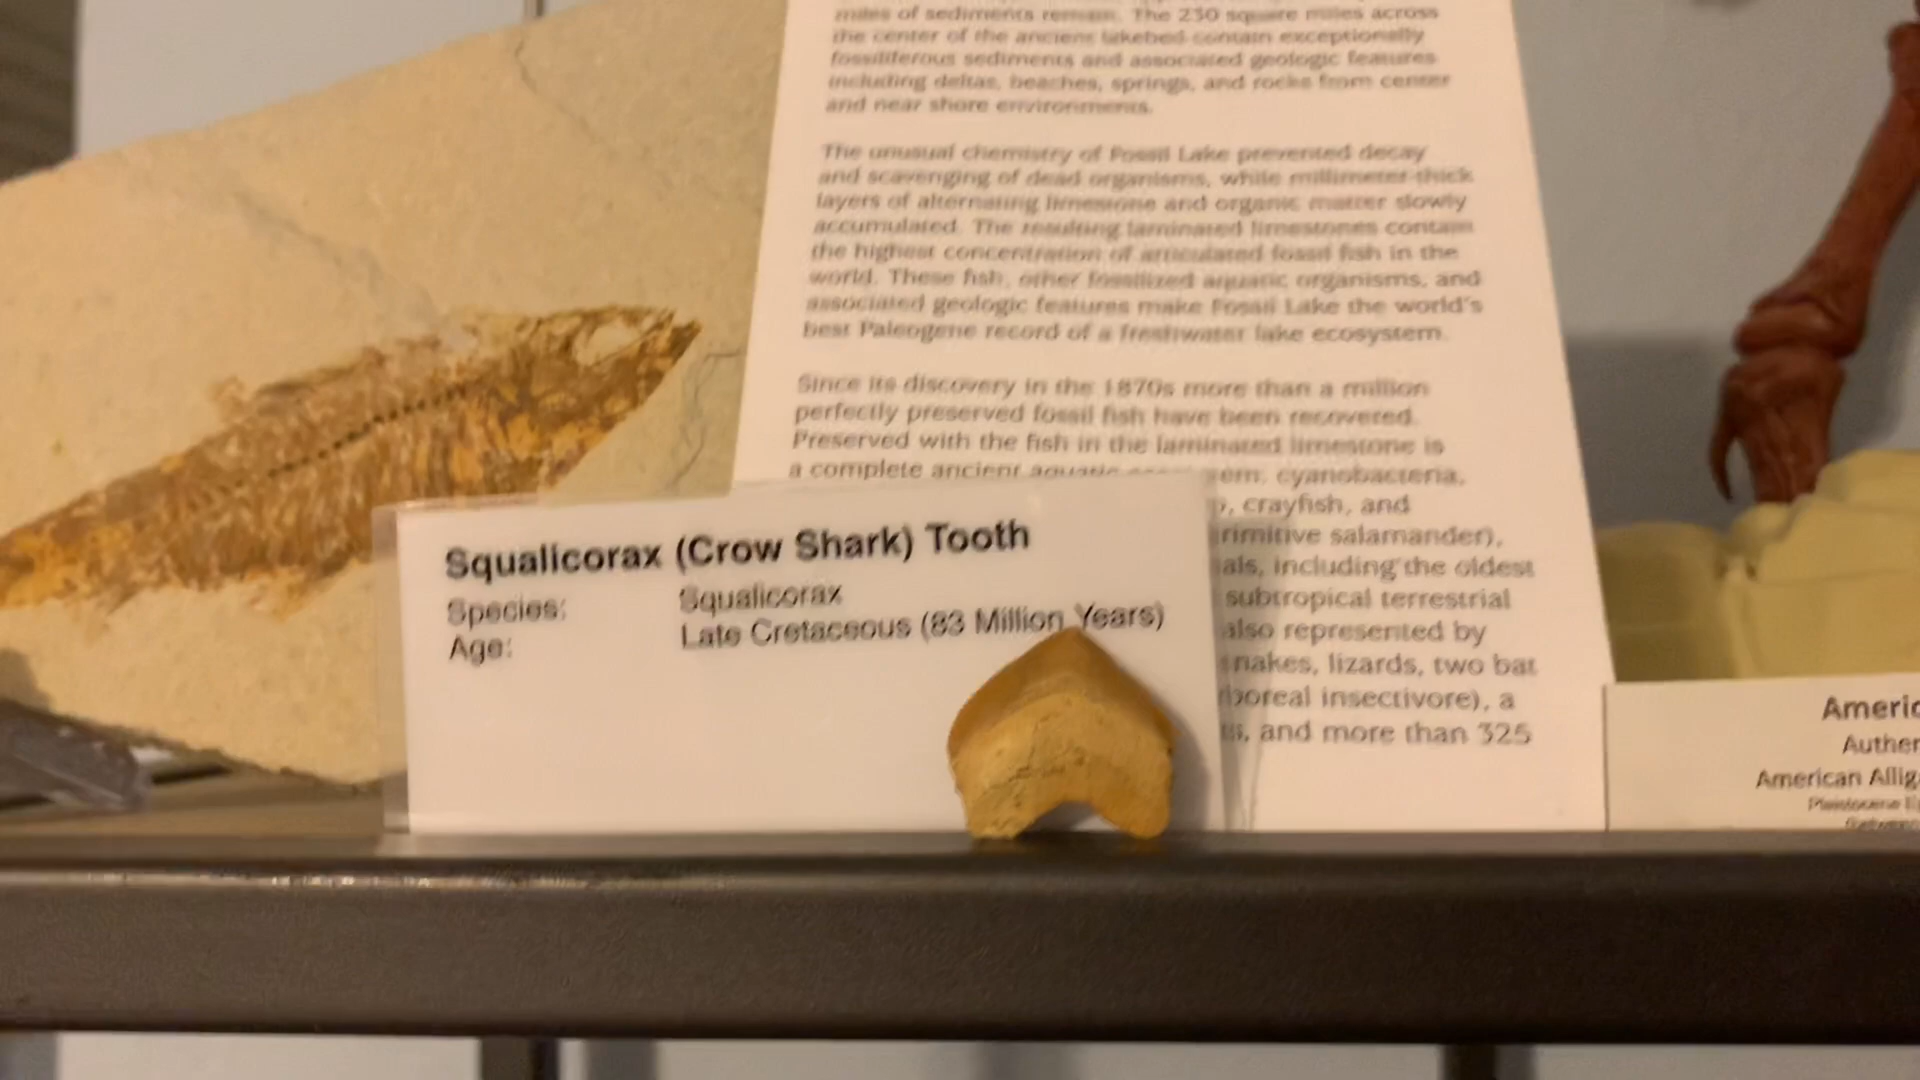 miles of sediments remain. The 230 square miles across
the center of the ancient lakebed contain exceptionally
fossiliferous sediments and associated geologic features
including deltas, beaches, springs, and rocks from center
and near shore environments.
The unusual chemistry of Fossil Lake prevented decay
and scavenging of dead organisms, while millimeter-thick
layers of alternating limestone and organic matter slowly
accumulated. The resulting laminated limestones contain
the highest concentration of articulated fossil fish in the
world. These fish, other fossilized aquatic organisms, and
associated geologic features make Fossil Lake the world's
best Paleogene record of a freshwater lake ecosystem.
Since its discovery in the 1870s more than a million
perfectly preserved fossil fish have been recovered.
Preserved with the fish in the laminated limestone is
a complete ancient aquatic cyanobacteria,
crayfish, and
rimitive salamander),
als, including the oldest
subtropical terrestrial
also represented by
snakes, lizards, two bat
rboreal insectivore), a
and more than 325
Squalicorax (Crow Shark) Tooth
Species: Squalicorax
Age: Late Cretaceous (83 Million Years)
Americ
Authen
American Allig